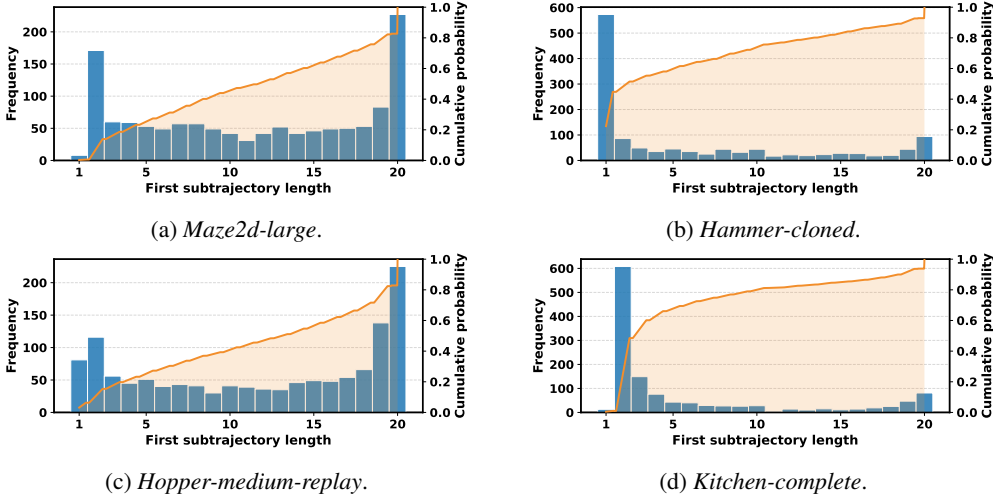 200
150
100
50
0
Frequency
1.0
0.8
0.6
0.4
0.2
0.0
Cumulative probability
1 5 10 15 20
First subtrajectory length
(a) Maze2d-large.
600
500
400
300
200
100
0
Frequency
1.0
0.8
0.6
0.4
0.2
0.0
Cumulative probability
1 5 10 15 20
First subtrajectory length
(b) Hammer-cloned.
200
150
100
50
0
Frequency
1.0
0.8
0.6
0.4
0.2
0.0
Cumulative probability
1 5 10 15 20
First subtrajectory length
(c) Hopper-medium-replay.
600
500
400
300
200
100
0
Frequency
1.0
0.8
0.6
0.4
0.2
0.0
Cumulative probability
1 5 10 15 20
First subtrajectory length
(d) Kitchen-complete.